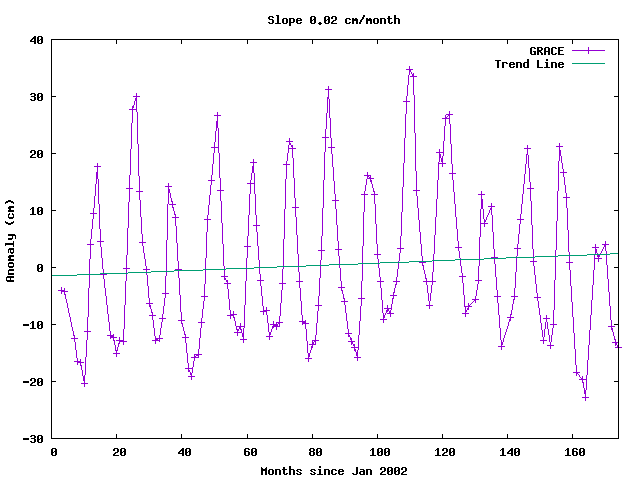 Slope 0.02 cm/month
GRACE
Trend Line
40
30
20
10
0
-10
-20
-30
Anomaly (cm)
0 20 40 60 80 100 120 140 160
Months since Jan 2002